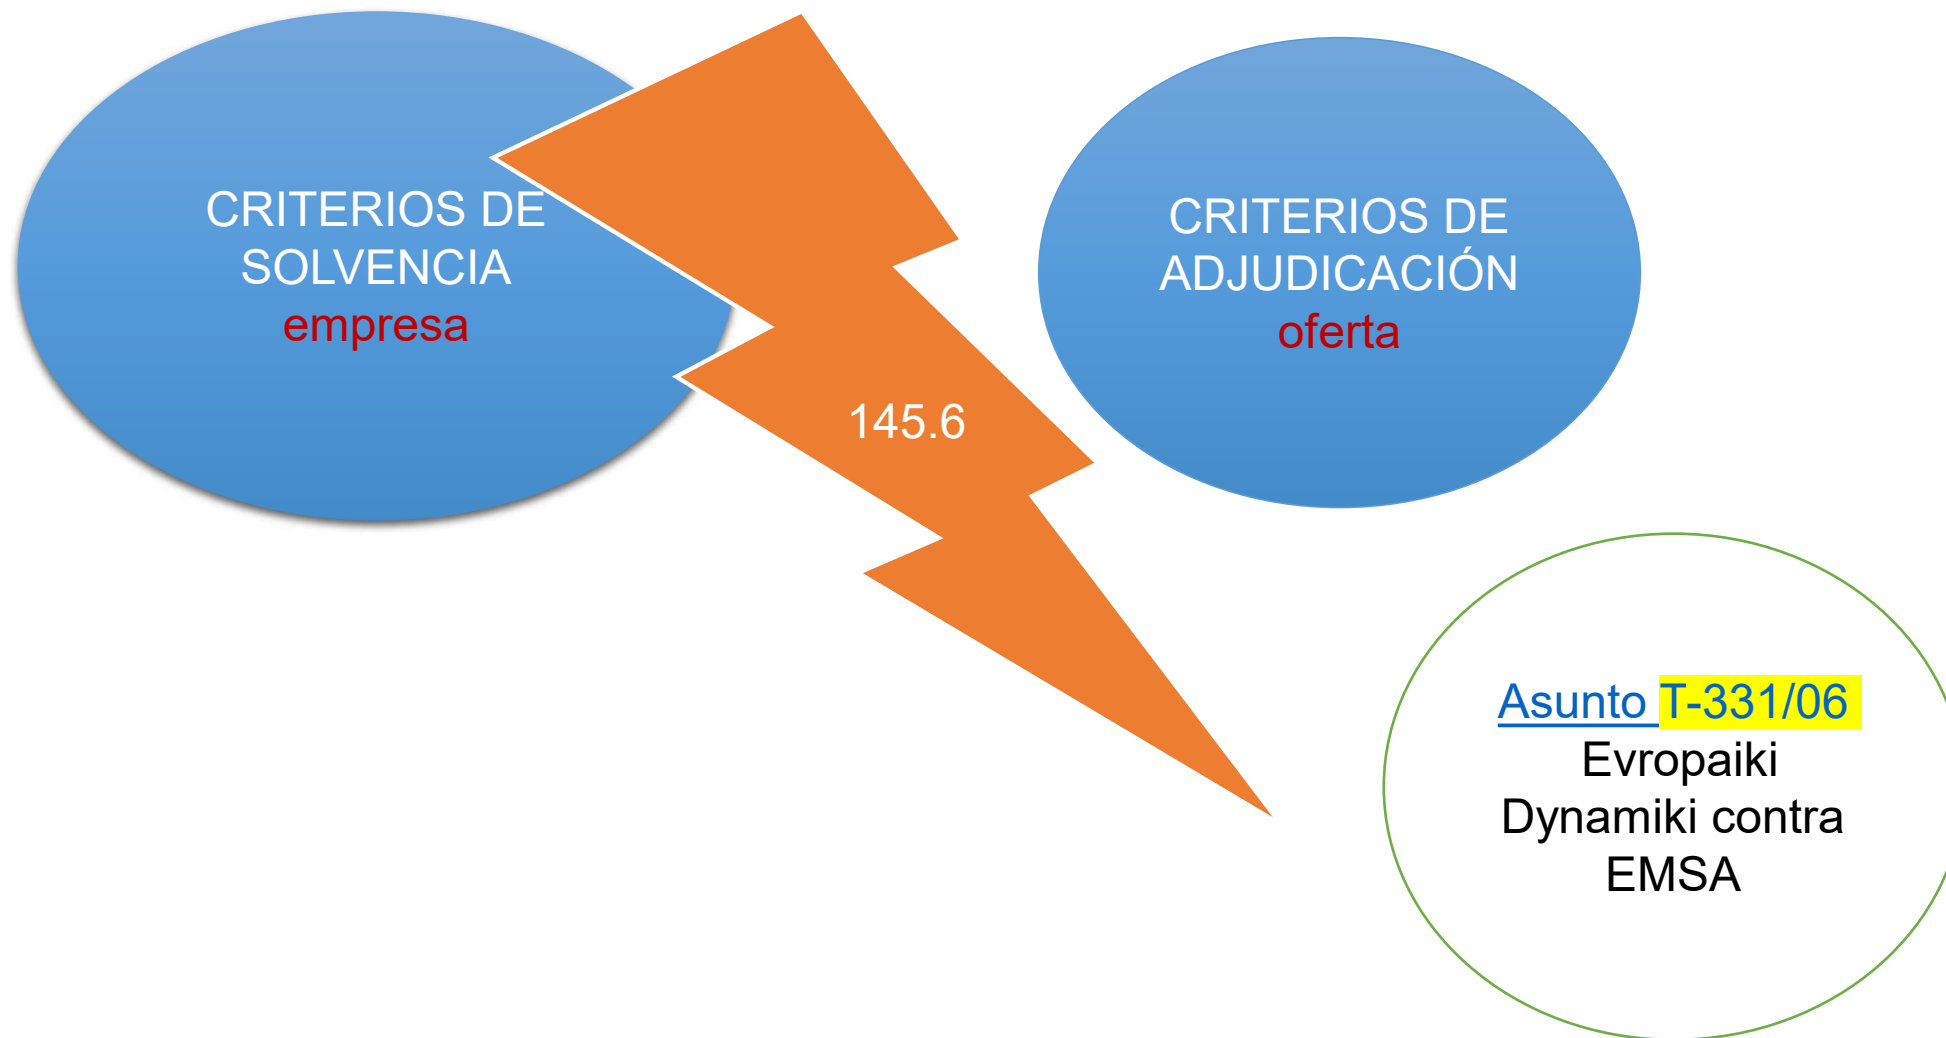 CRITERIOS DE
SOLVENCIA
empresa
CRITERIOS DE
ADJUDICACIÓN
oferta
145.6
Asunto T-331/06
Evropaiki
Dynamiki contra
EMSA